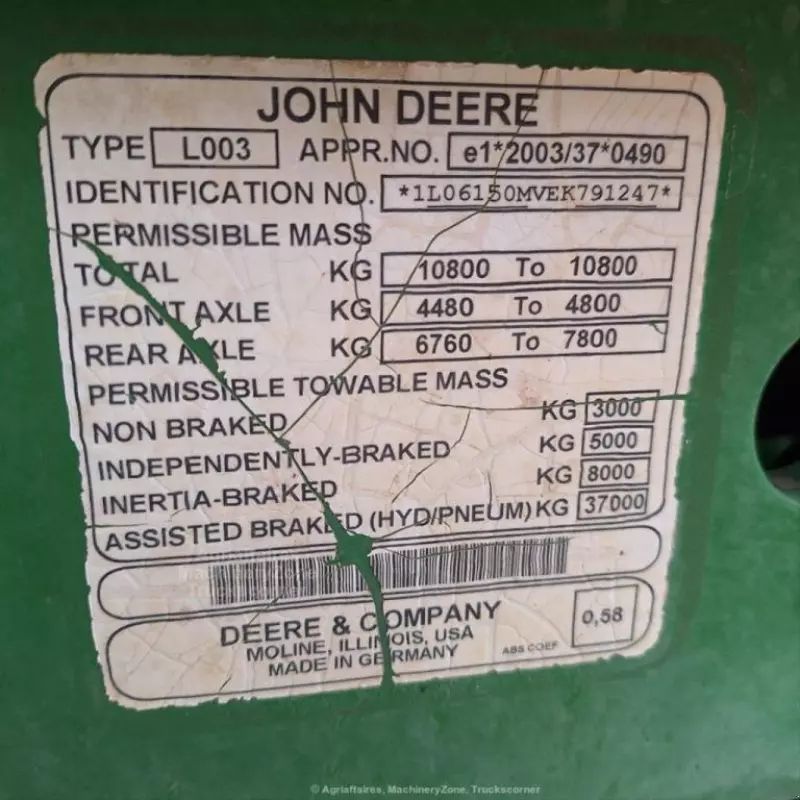 JOHN DEERE
TYPE L003 APPR.NO. e1*2003/37*0490
IDENTIFICATION NO. *1L06150MVEK791247*
PERMISSIBLE MASS
TOTAL KG 10800 To 10800
FRONT AXLE KG 4480 To 4800
REAR AXLE KG 6760 To 7800
PERMISSIBLE TOWABLE MASS
NON BRAKED KG 3000
INDEPENDENTLY-BRAKED KG 5000
INERTIA-BRAKED KG 8000
ASSISTED BRAKED (HYD/PNEUM) KG 37000
Agriaffaires
MachineryZone
Truckscorner
DEERE & COMPANY
MOLINE, ILLINOIS, USA
MADE IN GERMANY
ABS COEF 0,58
© Agriaffaires, MachineryZone, Truckscorner